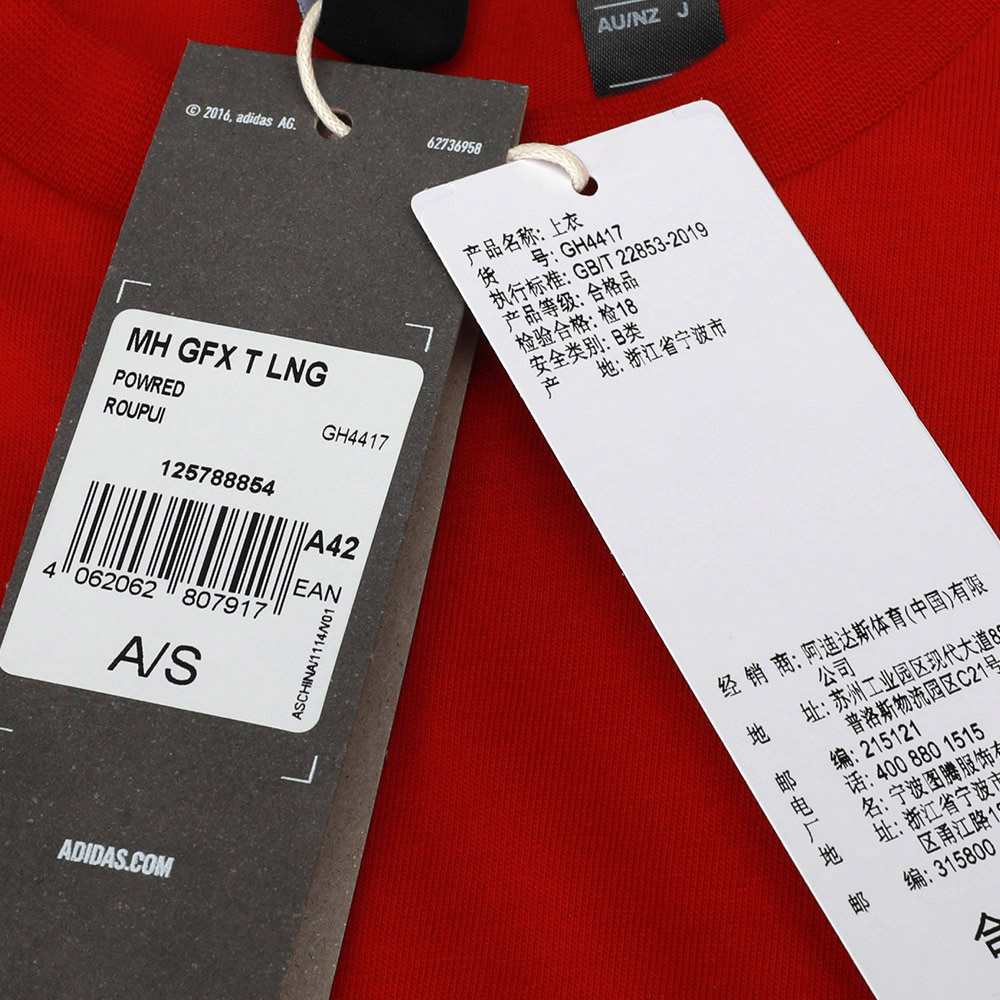 AU/NZ J
© 2016, adidas AG.
62736958
MH GFX T LNG
POWRED
ROUPUI
GH4417
125788854
A42
4 062062 807917
EAN
A/S
ASCHINA/1114/V01
ADIDAS.COM
产品名称: 上衣
货 号: GH4417
执行标准: GB/T 22853-2019
产品等级: 合格品
检验合格: 检18
安全类别: B类
产 地: 浙江省宁波市
经 销 商: 阿迪达斯体育(中国)有限
公司
地 址: 苏州工业园区现代大道88
普洛斯物流园区C21号
邮 编: 215121
电 话: 400 880 1515
厂 名: 宁波图腾服饰有
地 址: 浙江省宁波市
区甬江路1
邮 编: 315800
合